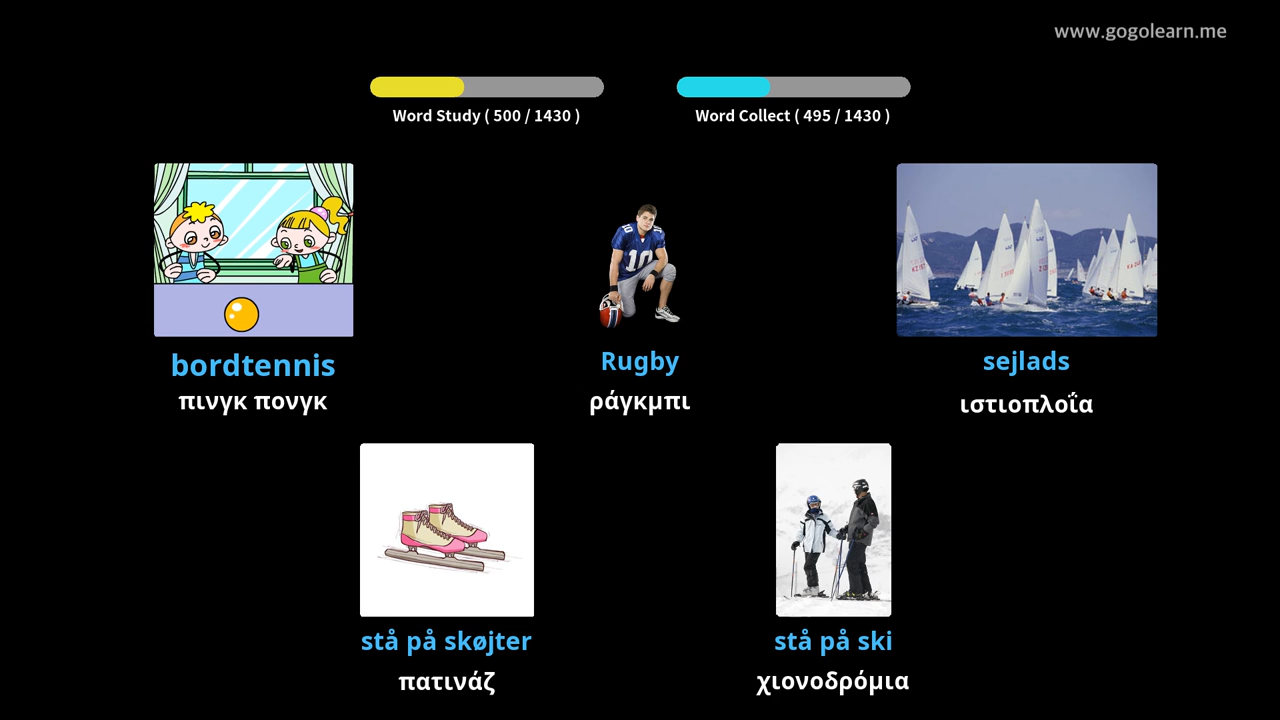 www.gogolearn.me
Word Study ( 500 / 1430 )
Word Collect ( 495 / 1430 )
bordtennis
πινγκ πονγκ
Rugby
ράγκμπι
sejlads
ιστιοπλοΐα
stå på skøjter
πατινάζ
stå på ski
χιονοδρόμια